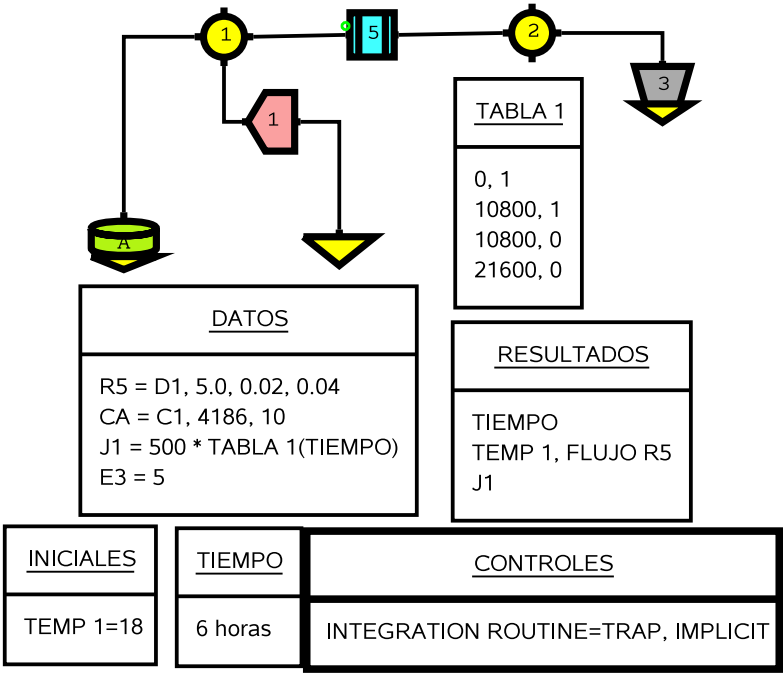 1
5
2
3
1
A
TABLA 1
0, 1
10800, 1
10800, 0
21600, 0
DATOS
R5 = D1, 5.0, 0.02, 0.04
CA = C1, 4186, 10
J1 = 500 * TABLA 1(TIEMPO)
E3 = 5
RESULTADOS
TIEMPO
TEMP 1, FLUJO R5
J1
INICIALES
TEMP 1=18
TIEMPO
6 horas
CONTROLES
INTEGRATION ROUTINE=TRAP, IMPLICIT